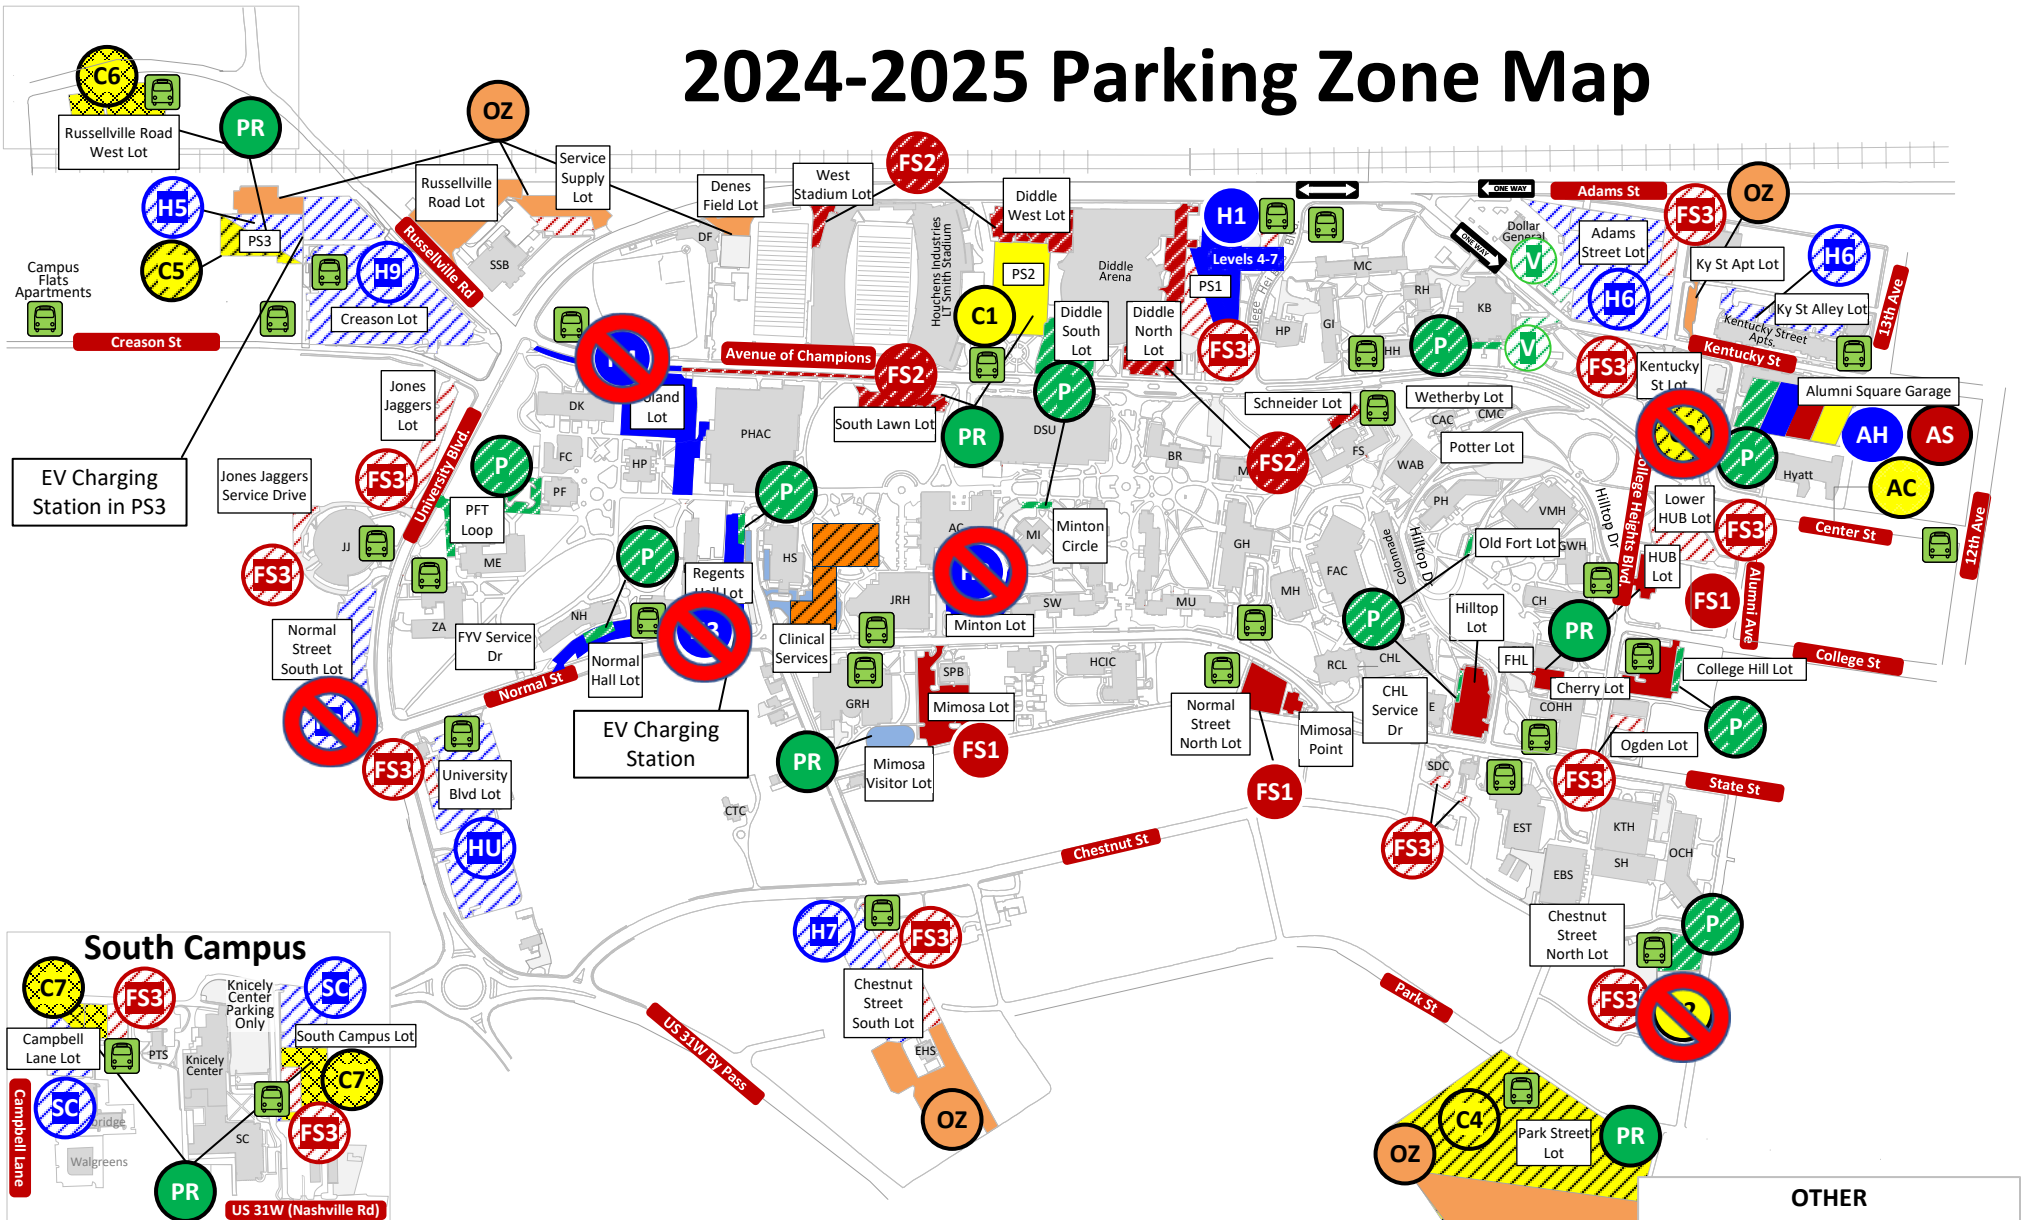 2024-2025 Parking Zone Map
C6
Russellville Road
West Lot
PR
OZ
H5
PS3
C5
Campus
Flats
Apartments
H9
Creason Lot
Creason St
Russellville Rd
Russellville
Road Lot
SSB
Service
Supply
Lot
Denes
Field Lot
DF
West
Stadium Lot
FS2
Houchens Industries
LT Smith Stadium
Diddle
West Lot
PS2
C1
Diddle
Arena
Diddle
South
Lot
Diddle
North
Lot
H1
Levels 4-7
PS1
FS3
HP
GI
MC
RH
HH
KB
P
V
ONE WAY
ONE WAY
Dollar
General
V
Adams St
Adams
Street Lot
H6
FS3
OZ
Ky St Apt Lot
H6
Ky St Alley Lot
Kentucky Street
Apts.
13th Ave
Kentucky St
FS3
Kentucky
St Lot
Alumni Square Garage
AH
AS
AC
P
Hyatt
Center St
12th Ave
EV Charging
Station in PS3
Jones
Jaggers
Lot
FS3
University Blvd.
Jones Jaggers
Service Drive
JJ
FS3
P
PFT
Loop
ME
ZA
DK
FC
PF
HP
Lot
PHAC
Avenue of Champions
FS2
South Lawn Lot
PR
DSU
P
BR
Schneider Lot
FS2
FS
Wetherby Lot
CAC
CMC
Potter Lot
WAB
PH
VMH
GWH
Hilltop Dr
College Heights Blvd
Lower
HUB Lot
FS3
HUB
Lot
FS1
Alumni Ave
College St
P
P
NH
FYV Service
Dr
Normal
Hall Lot
Normal St
Regents
Hall Lot
HS
Clinical
Services
JRH
AC
MI
Minton
Circle
Minton Lot
SW
MU
GH
MH
FAC
Colonnade
Hilltop Dr
Old Fort Lot
P
Hilltop
Lot
CH
PR
FHL
Cherry Lot
COHH
College Hill Lot
P
Normal
Street
South Lot
FS3
University
Blvd Lot
HU
EV Charging
Station
GRH
SPB
Mimosa Lot
FS1
PR
Mimosa
Visitor Lot
HCIC
CTC
Normal
Street
North Lot
Mimosa
Point
FS1
RCL
CHL
CHL
Service
Dr
E
Ogden Lot
FS3
State St
SDC
FS3
EST
KTH
SH
OCH
EBS
Chestnut St
H7
FS3
Chestnut
Street
South Lot
EHS
OZ
US 31W By Pass
Park St
Chestnut
Street
North Lot
P
FS3
C4
Park Street
Lot
OZ
PR
OTHER
South Campus
C7
FS3
Knicely
Center
Parking
Only
SC
Campbell
Lane Lot
PTS
Knicely
Center
South Campus Lot
C7
SC
Campbell Lane
Walgreens
SC
FS3
PR
US 31W (Nashville Rd)